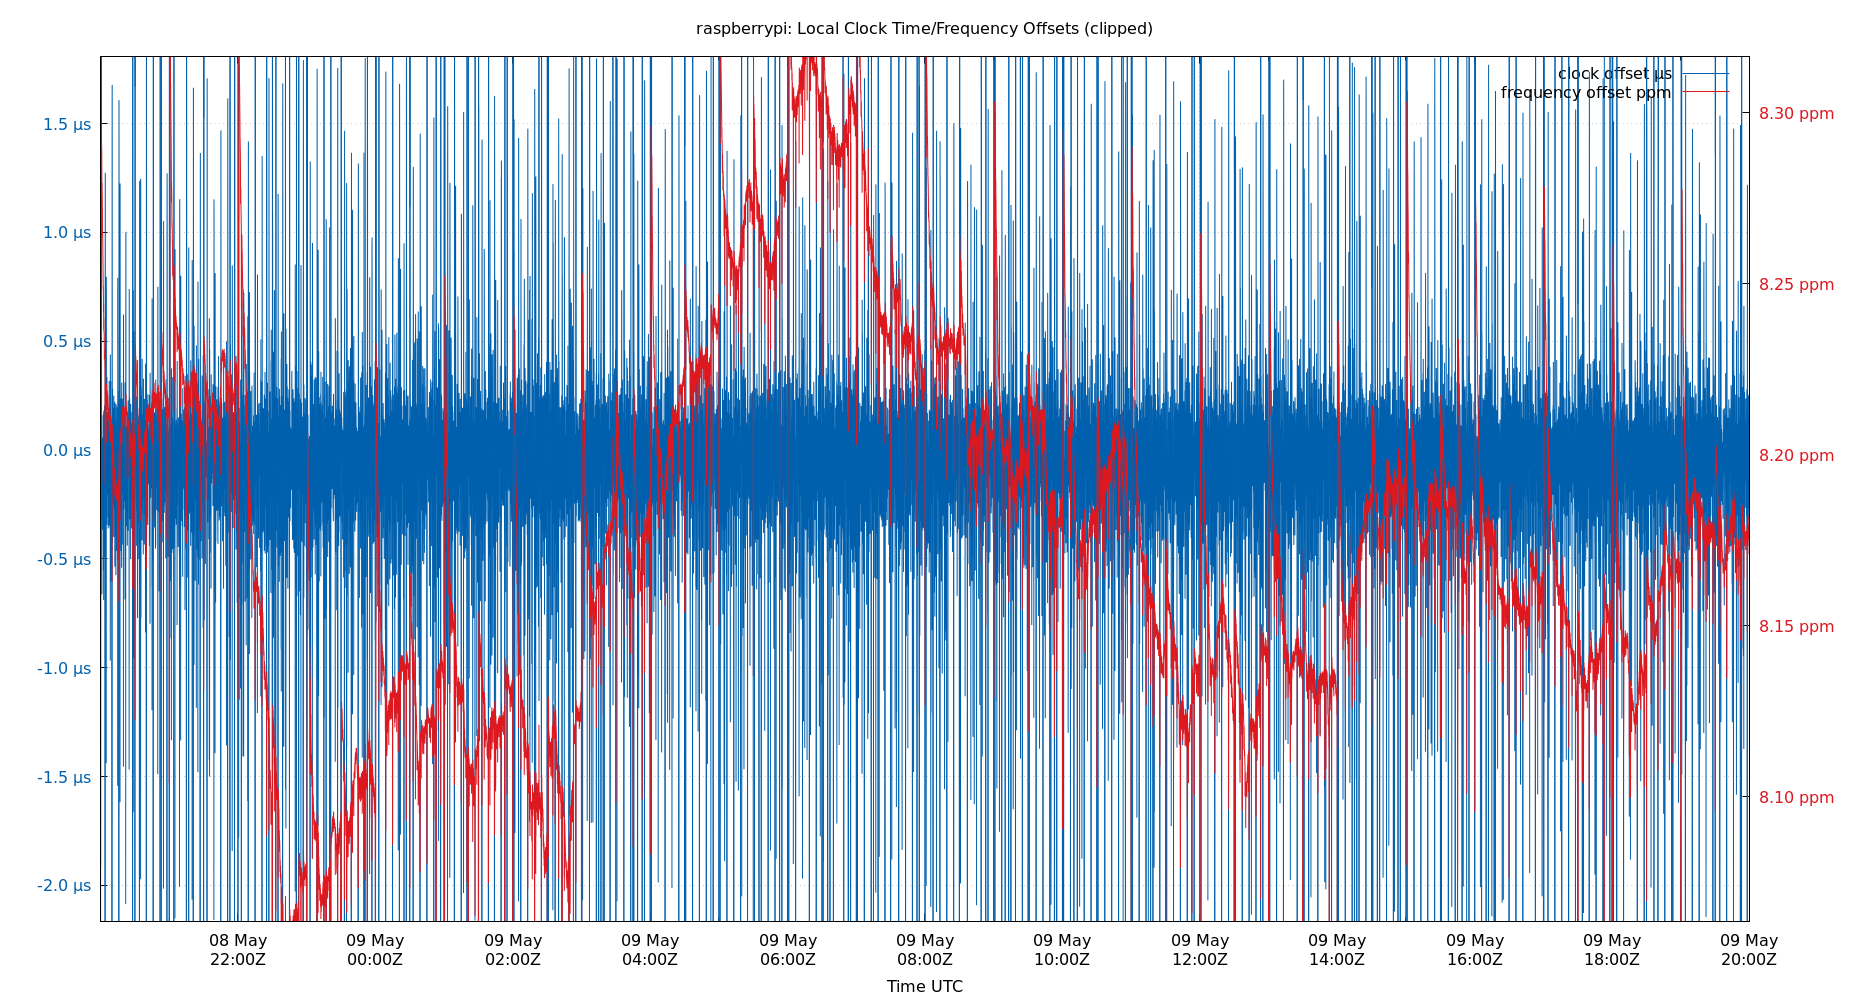 raspberrypi: Local Clock Time/Frequency Offsets (clipped)
clock offset µs
frequency offset ppm
1.5 µs
1.0 µs
0.5 µs
0.0 µs
-0.5 µs
-1.0 µs
-1.5 µs
-2.0 µs
8.30 ppm
8.25 ppm
8.20 ppm
8.15 ppm
8.10 ppm
08 May 22:00Z
09 May 00:00Z
09 May 02:00Z
09 May 04:00Z
09 May 06:00Z
09 May 08:00Z
09 May 10:00Z
09 May 12:00Z
09 May 14:00Z
09 May 16:00Z
09 May 18:00Z
09 May 20:00Z
Time UTC